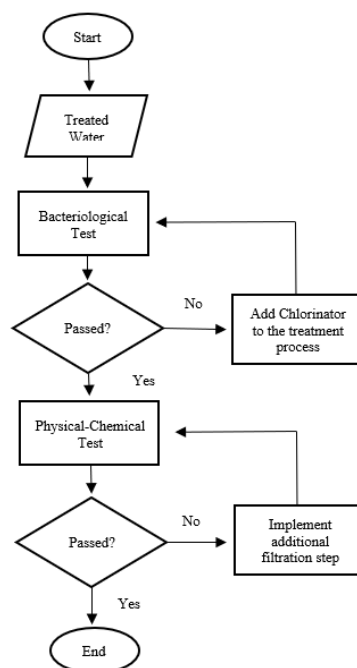 Start
Treated
Water
Bacteriological
Test
No
Passed?
Add Chlorinator
to the treatment
process
Yes
Physical-Chemical
Test
No
Passed?
Implement
additional
filtration step
Yes
End